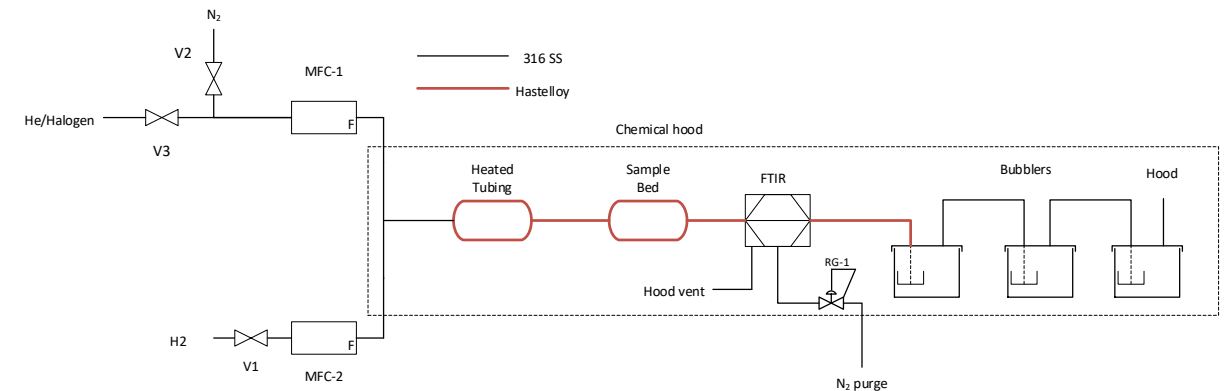 N₂
V2
MFC-1
316 SS
Hastelloy
He/Halogen
F
V3
Chemical hood
Heated
Tubing
Sample
Bed
FTIR
Bubblers
Hood
RG-1
Hood vent
H2
F
V1
MFC-2
N₂ purge